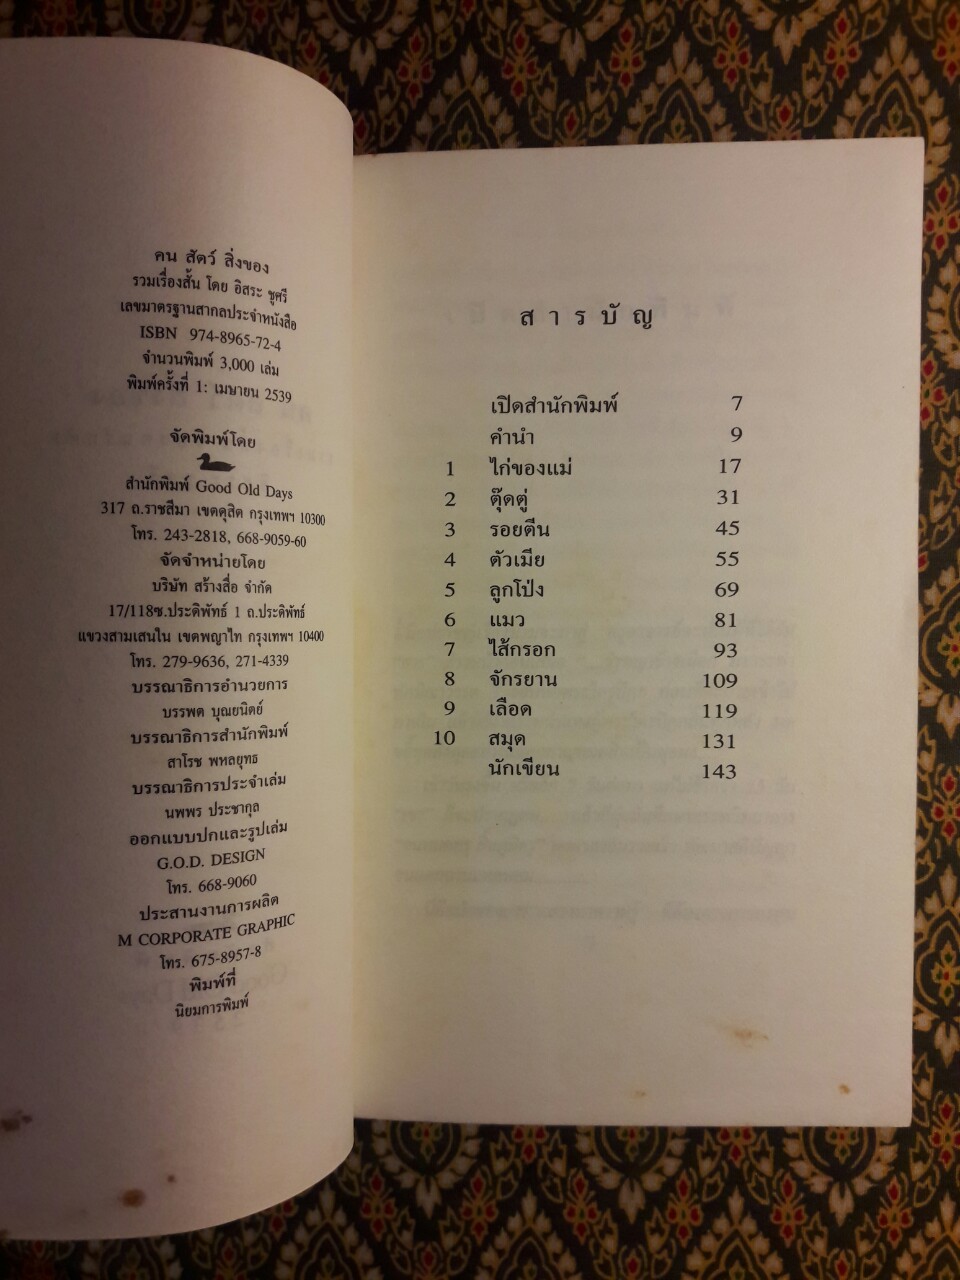 คน สัตว์ สิ่งของ
รวมเรื่องสั้น โดย อิสระ ชูศรี
เลขมาตรฐานสากลประจำหนังสือ
ISBN 974-8965-72-4
จำนวนพิมพ์ 3,000 เล่ม
พิมพ์ครั้งที่ 1: เมษายน 2539
จัดพิมพ์โดย
สำนักพิมพ์ Good Old Days
317 ถ.ราชสีมา เขตดุสิต กรุงเทพฯ 10300
โทร. 243-2818, 668-9059-60
จัดจำหน่ายโดย
บริษัท สร้างสื่อ จำกัด
17/118ซ.ประดิพัทธ์ 1 ถ.ประดิพัทธ์
แขวงสามเสนใน เขตพญาไท กรุงเทพฯ 10400
โทร. 279-9636, 271-4339
บรรณาธิการอำนวยการ
บรรพต บุณยนิตย์
บรรณาธิการสำนักพิมพ์
สาโรช พหลยุทธ
บรรณาธิการประจำเล่ม
นพพร ประชากุล
ออกแบบปกและรูปเล่ม
G.O.D. DESIGN
โทร. 668-9060
ประสานงานการผลิต
M CORPORATE GRAPHIC
โทร. 675-8957-8
พิมพ์ที่
นิยมการพิมพ์
สารบัญ
เปิดสำนักพิมพ์ 7
คำนำ 9
1 ไก่ของแม่ 17
2 ตุ๊ดตู่ 31
3 รอยตีน 45
4 ตัวเมีย 55
5 ลูกโป่ง 69
6 แมว 81
7 ไส้กรอก 93
8 จักรยาน 109
9 เลือด 119
10 สมุด 131
นักเขียน 143